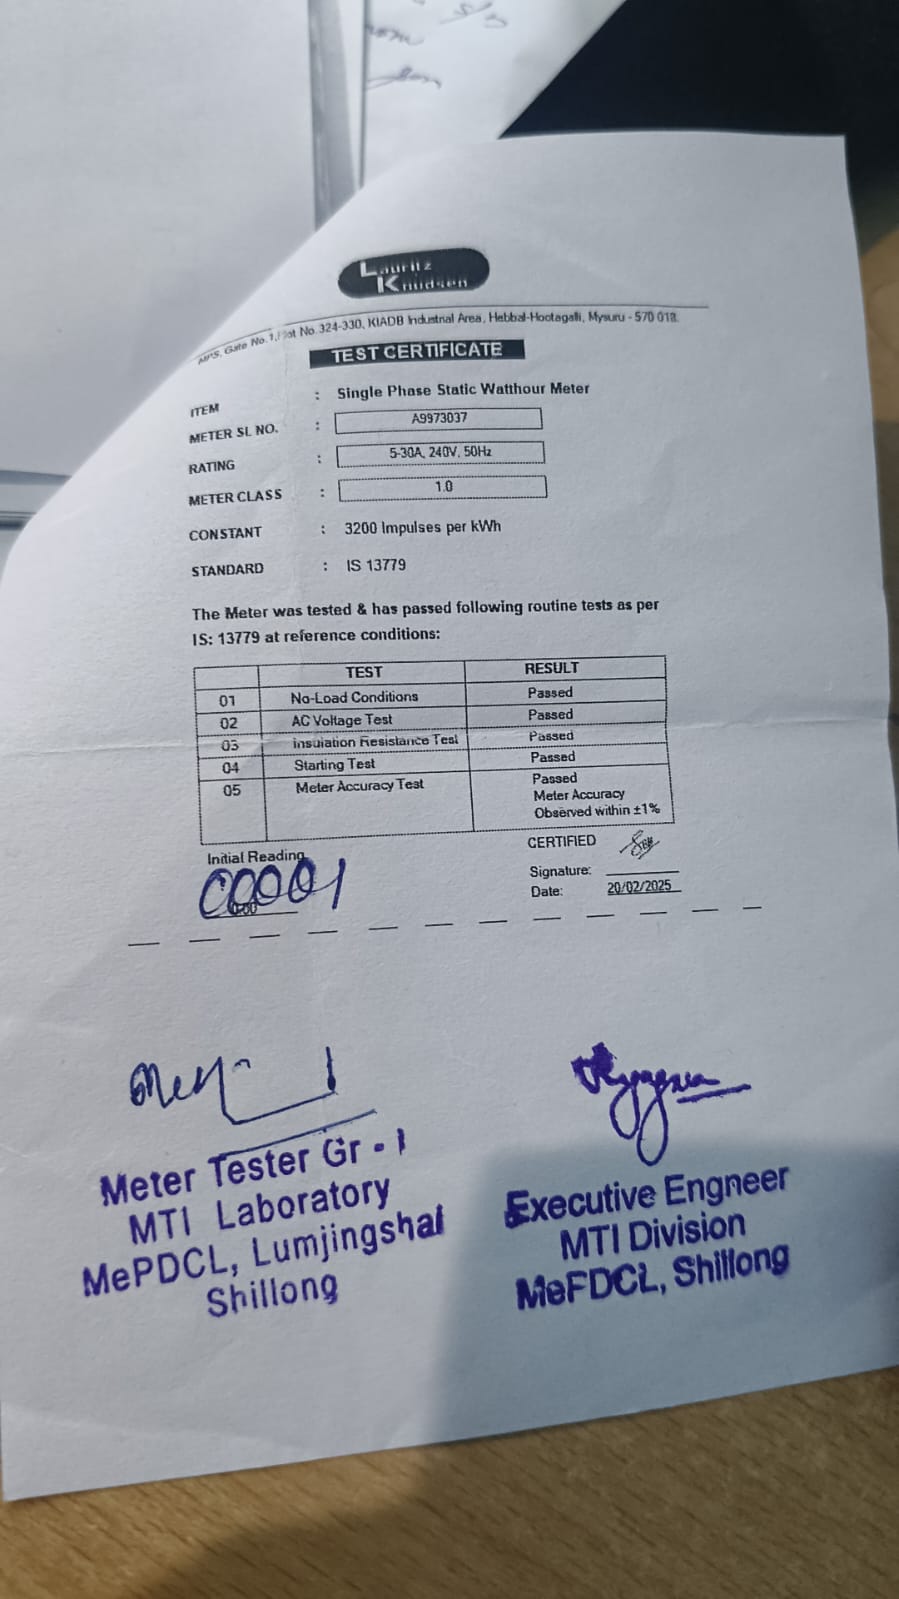 Lauritz
Knudsen
MPS, Gate No.1, Plot No. 324-330, KIADB Industrial Area, Hebbal-Hootagalli, Mysuru - 570 018.
TEST CERTIFICATE
ITEM : Single Phase Static Watthour Meter
METER SL NO. : A9973037
RATING : 5-30A, 240V, 50Hz
METER CLASS : 1.0
CONSTANT : 3200 Impulses per kWh
STANDARD : IS 13779
The Meter was tested & has passed following routine tests as per
IS: 13779 at reference conditions:
TEST RESULT
01 No-Load Conditions Passed
02 AC Voltage Test Passed
03 Insulation Resistance Test Passed
04 Starting Test Passed
05 Meter Accuracy Test Passed
Meter Accuracy
Observed within ±1%
Initial Reading
00001
0.00
CERTIFIED
Signature:
Date: 20/02/2025
Meter Tester Gr - I
MTI Laboratory
MePDCL, Lumjingshai
Shillong
Executive Engneer
MTI Division
MePDCL, Shillong